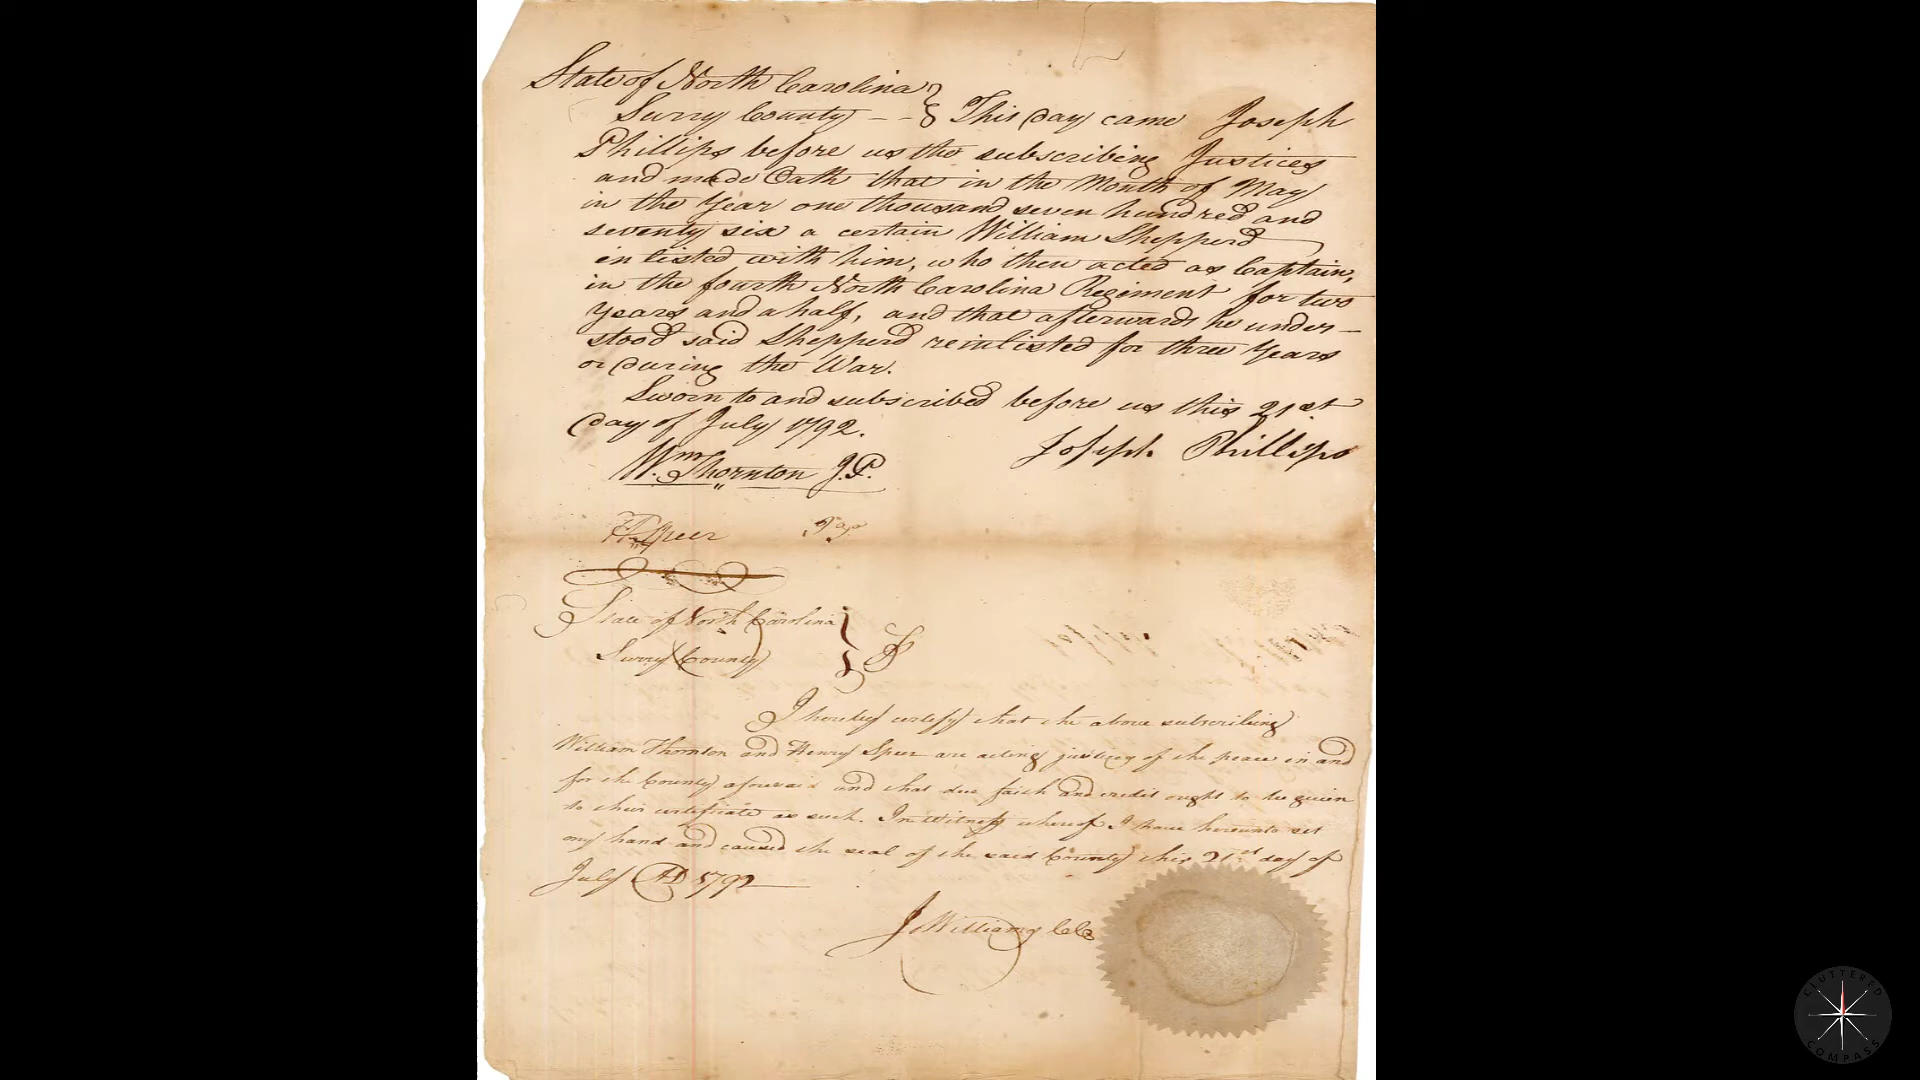 State of North Carolina
Surry County -- This day came Joseph
Phillips before us the subscribing Justices
and made Oath that in the Month of May
in the Year one thousand seven hundred and
seventy six a certain William Shepperd
enlisted with him, who then acted as Captain,
in the fourth North Carolina Regiment for two
years and a half, and that afterwards he under-
stood said Shepperd reinlisted for three Years
or during the War.
Sworn to and subscribed before us this 21st
day of July 1792.
Joseph Phillips
Wm Thornton J.P.
H Speer
State of North Carolina
Surry County
I hereby certify that the above subscribing
William Thornton and Henry Speer are acting justices of the peace in and
for the County aforesaid and that due faith and credit ought to be given
to their certificate as such. In Witness whereof I have hereunto set
my hand and caused the seal of the said County this 21st day of
July AD 1792
J Williams
CLUTTERED
COMPASS